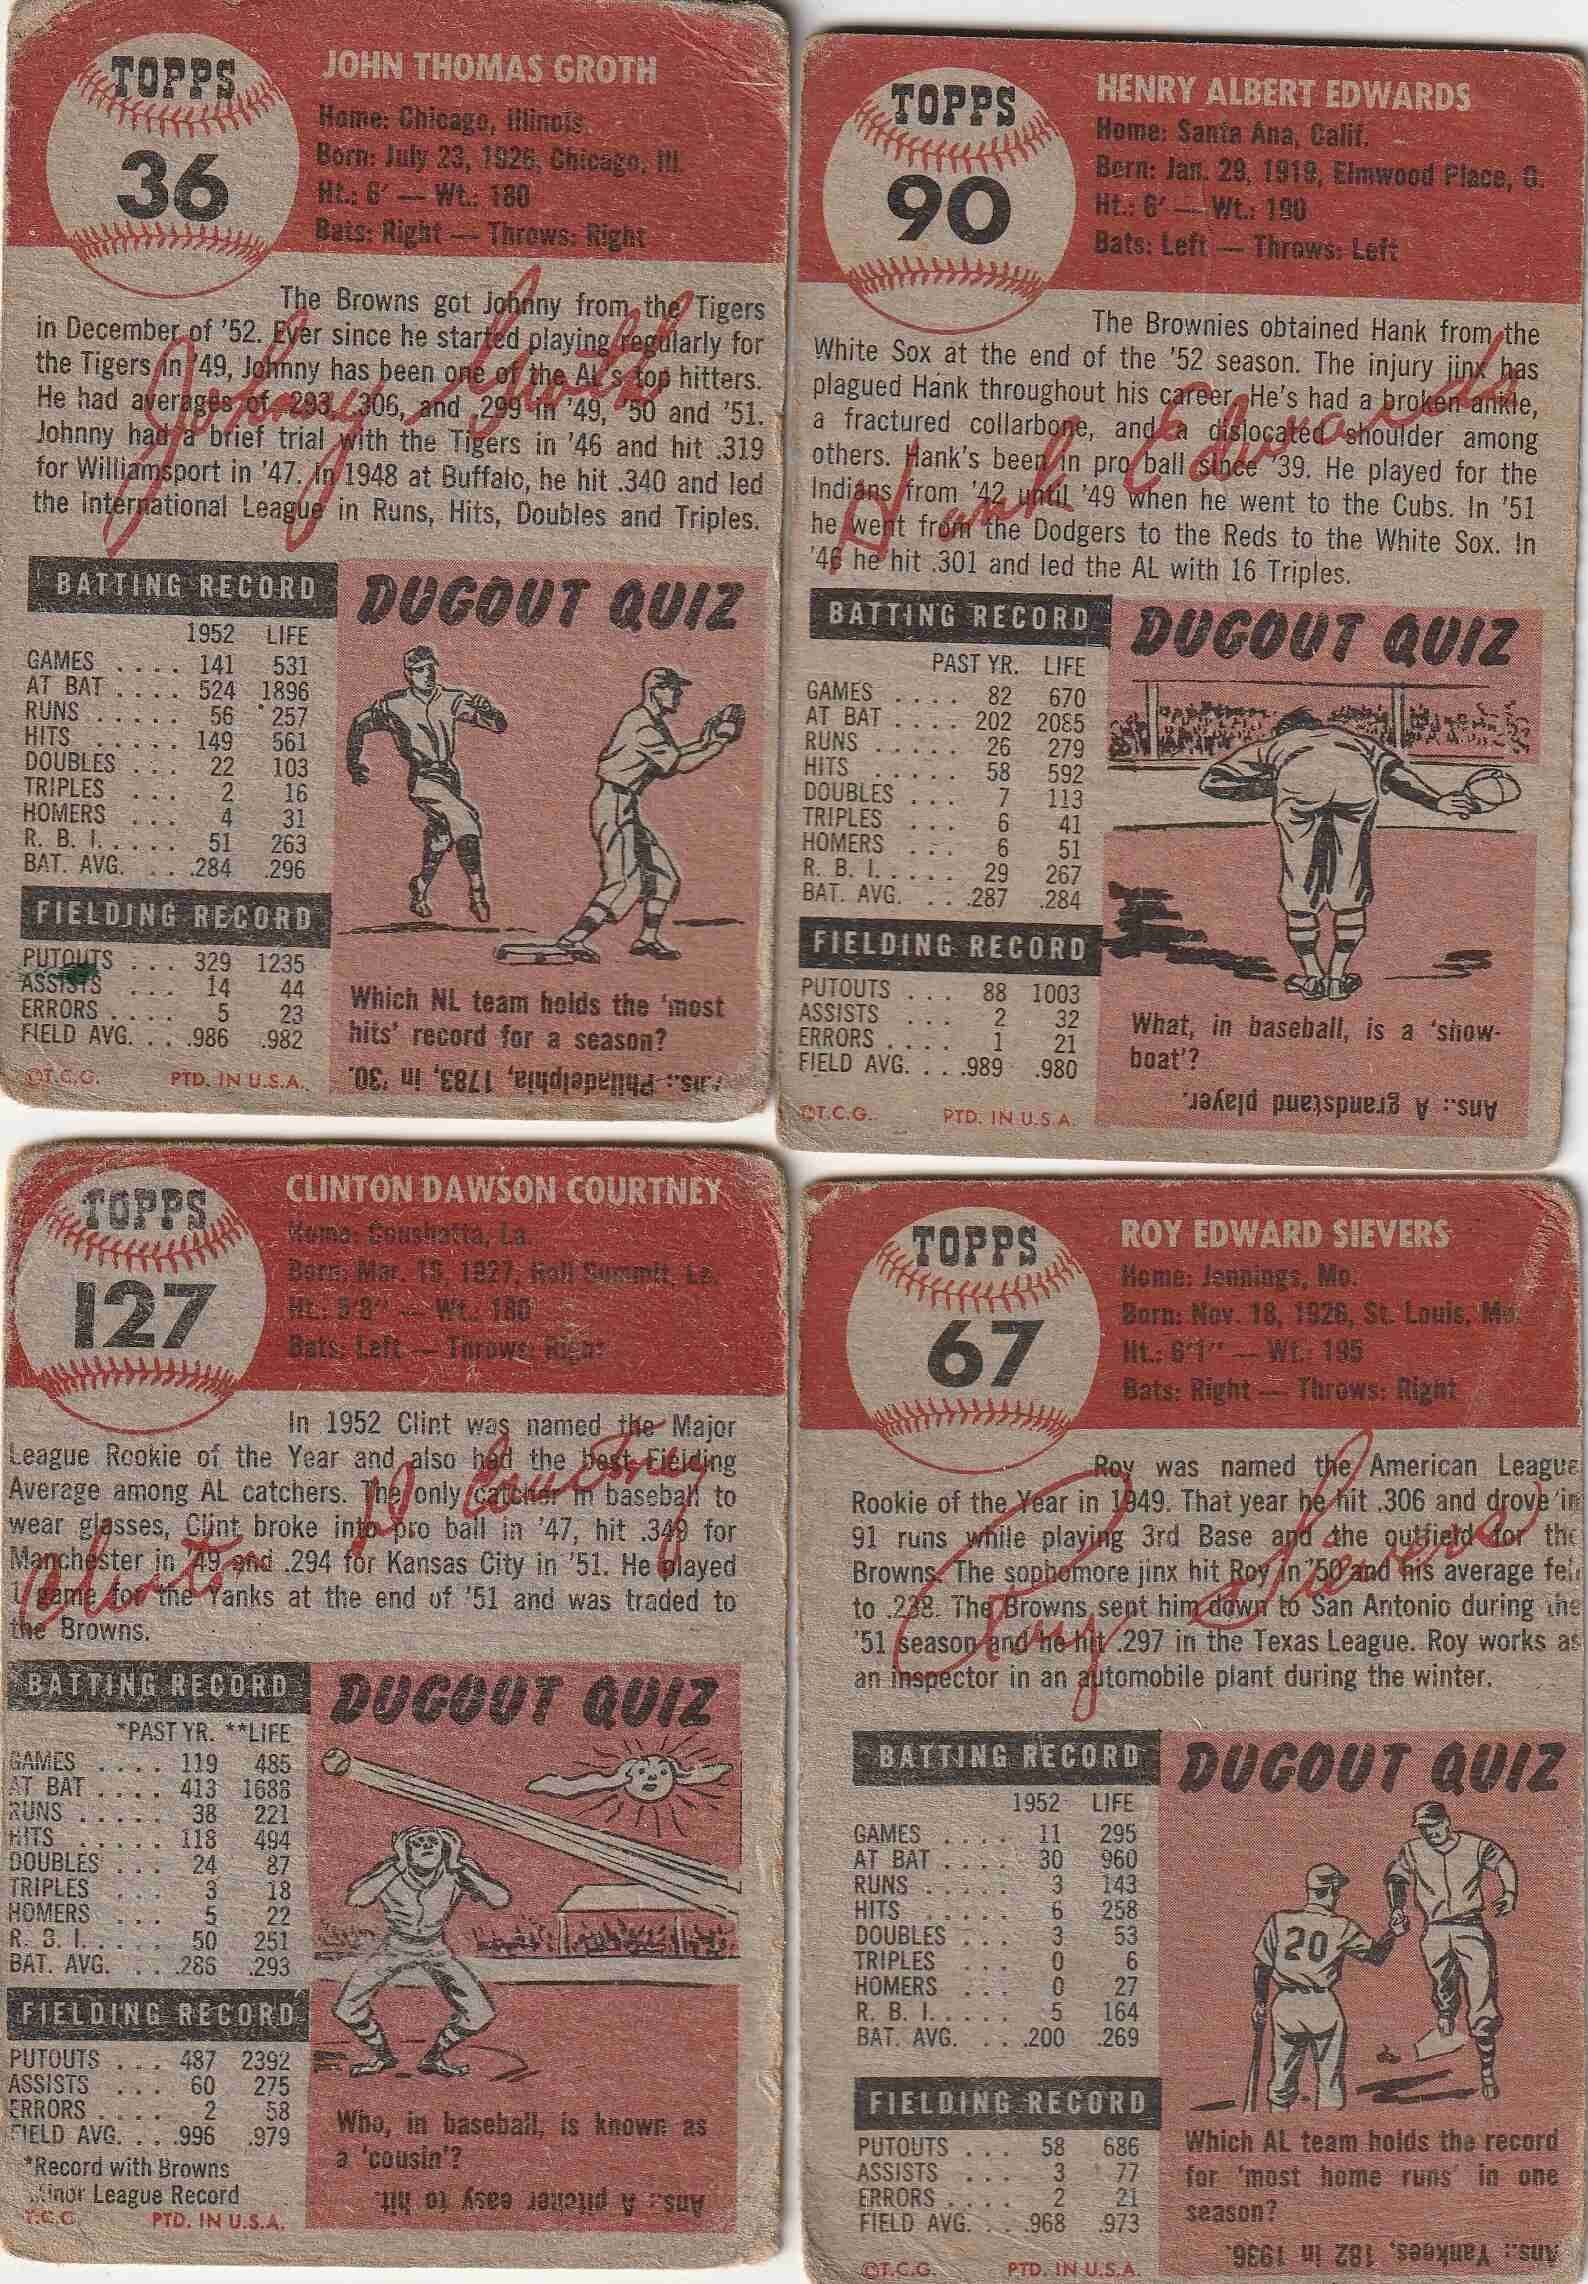 TOPPS
36
JOHN THOMAS GROTH
Home: Chicago, Illinois.
Born: July 23, 1926, Chicago, Ill.
Ht.: 6' — Wt.: 180
Bats: Right — Throws: Right
The Browns got Johnny from the Tigers
in December of '52. Ever since he started playing regularly for
the Tigers in '49, Johnny has been one of the AL's top hitters.
He had averages of .293, .306, and .299 in '49, '50 and '51.
Johnny had a brief trial with the Tigers in '46 and hit .319
for Williamsport in '47. In 1948 at Buffalo, he hit .340 and led
the International League in Runs, Hits, Doubles and Triples.
Johnny Groth
BATTING RECORD
1952 LIFE
GAMES . . . . 141 531
AT BAT . . . . 524 1896
RUNS . . . . . 56 257
HITS . . . . . 149 561
DOUBLES . . . 22 103
TRIPLES . . . 2 16
HOMERS . . . 4 31
R. B. I. . . . . 51 263
BAT. AVG. . . .284 .296
FIELDING RECORD
PUTOUTS . . . 329 1235
ASSISTS . . . 14 44
ERRORS . . . . 5 23
FIELD AVG. . . .986 .982
©T.C.G. PTD. IN U.S.A.
DUGOUT QUIZ
Which NL team holds the 'most
hits' record for a season?
Ans.: Philadelphia, 1783, in '30.
TOPPS
90
HENRY ALBERT EDWARDS
Home: Santa Ana, Calif.
Born: Jan. 29, 1919, Elmwood Place, O.
Ht.: 6' — Wt.: 190
Bats: Left — Throws: Left
The Brownies obtained Hank from the
White Sox at the end of the '52 season. The injury jinx has
plagued Hank throughout his career. He's had a broken ankle,
a fractured collarbone, and a dislocated shoulder among
others. Hank's been in pro ball since '39. He played for the
Indians from '42 until '49 when he went to the Cubs. In '51
he went from the Dodgers to the Reds to the White Sox. In
'46 he hit .301 and led the AL with 16 Triples.
Hank Edwards
BATTING RECORD
PAST YR. LIFE
GAMES . . . . 82 670
AT BAT . . . . 202 2085
RUNS . . . . . 26 279
HITS . . . . . 58 592
DOUBLES . . . 7 113
TRIPLES . . . 6 41
HOMERS . . . 6 51
R. B. I. . . . . 29 267
BAT. AVG. . . .287 .284
FIELDING RECORD
PUTOUTS . . . 88 1003
ASSISTS . . . 2 32
ERRORS . . . . 1 21
FIELD AVG. . . .989 .980
©T.C.G. PTD. IN U.S.A.
DUGOUT QUIZ
What, in baseball, is a 'show-
boat'?
Ans.: A grandstand player.
TOPPS
127
CLINTON DAWSON COURTNEY
Home: Coushatta, La.
Born: Mar. 16, 1927, Hall Summit, La.
Ht.: 5'8" — Wt.: 180
Bats: Left — Throws: Right
In 1952 Clint was named the Major
League Rookie of the Year and also had the best Fielding
Average among AL catchers. The only catcher in baseball to
wear glasses, Clint broke into pro ball in '47, hit .349 for
Manchester in '49 and .294 for Kansas City in '51. He played
1 game for the Yanks at the end of '51 and was traded to
the Browns.
Clinton D Courtney
BATTING RECORD
*PAST YR. **LIFE
GAMES . . . . 119 485
AT BAT . . . . 413 1688
RUNS . . . . . 38 221
HITS . . . . . 118 494
DOUBLES . . . 24 87
TRIPLES . . . 3 18
HOMERS . . . 5 22
R. B. I. . . . . 50 251
BAT. AVG. . . .286 .293
FIELDING RECORD
PUTOUTS . . . 487 2392
ASSISTS . . . 60 275
ERRORS . . . . 2 58
FIELD AVG. . . .996 .979
*Record with Browns
Minor League Record
T.C.G. PTD. IN U.S.A.
DUGOUT QUIZ
Who, in baseball, is known as
a 'cousin'?
Ans.: A pitcher easy to hit.
TOPPS
67
ROY EDWARD SIEVERS
Home: Jennings, Mo.
Born: Nov. 18, 1926, St. Louis, Mo.
Ht.: 6'1" — Wt.: 195
Bats: Right — Throws: Right
Roy was named the American League
Rookie of the Year in 1949. That year he hit .306 and drove in
91 runs while playing 3rd Base and the outfield for the
Browns. The sophomore jinx hit Roy in '50 and his average fell
to .238. The Browns sent him down to San Antonio during the
'51 season and he hit .297 in the Texas League. Roy works as
an inspector in an automobile plant during the winter.
Roy Sievers
BATTING RECORD
1952 LIFE
GAMES . . . . 11 295
AT BAT . . . . 30 960
RUNS . . . . . 3 143
HITS . . . . . 6 258
DOUBLES . . . 3 53
TRIPLES . . . 0 6
HOMERS . . . 0 27
R. B. I. . . . . 5 164
BAT. AVG. . . .200 .269
FIELDING RECORD
PUTOUTS . . . 58 686
ASSISTS . . . 3 77
ERRORS . . . . 2 21
FIELD AVG. . . .968 .973
©T.C.G. PTD. IN U.S.A.
DUGOUT QUIZ
20
Which AL team holds the record
for 'most home runs' in one
season?
Ans.: Yankees, 182 in 1936.